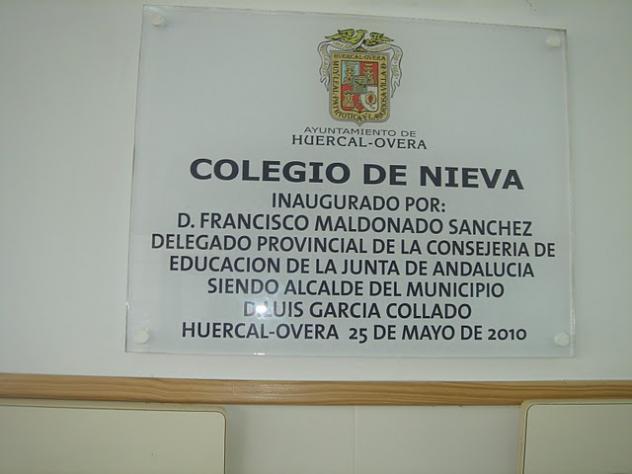 HUERCAL-OVERA
AYUNTAMIENTO DE
HUERCAL-OVERA
COLEGIO DE NIEVA
INAUGURADO POR:
D. FRANCISCO MALDONADO SANCHEZ
DELEGADO PROVINCIAL DE LA CONSEJERIA DE
EDUCACION DE LA JUNTA DE ANDALUCIA
SIENDO ALCALDE DEL MUNICIPIO
D.LUIS GARCIA COLLADO
HUERCAL-OVERA 25 DE MAYO DE 2010